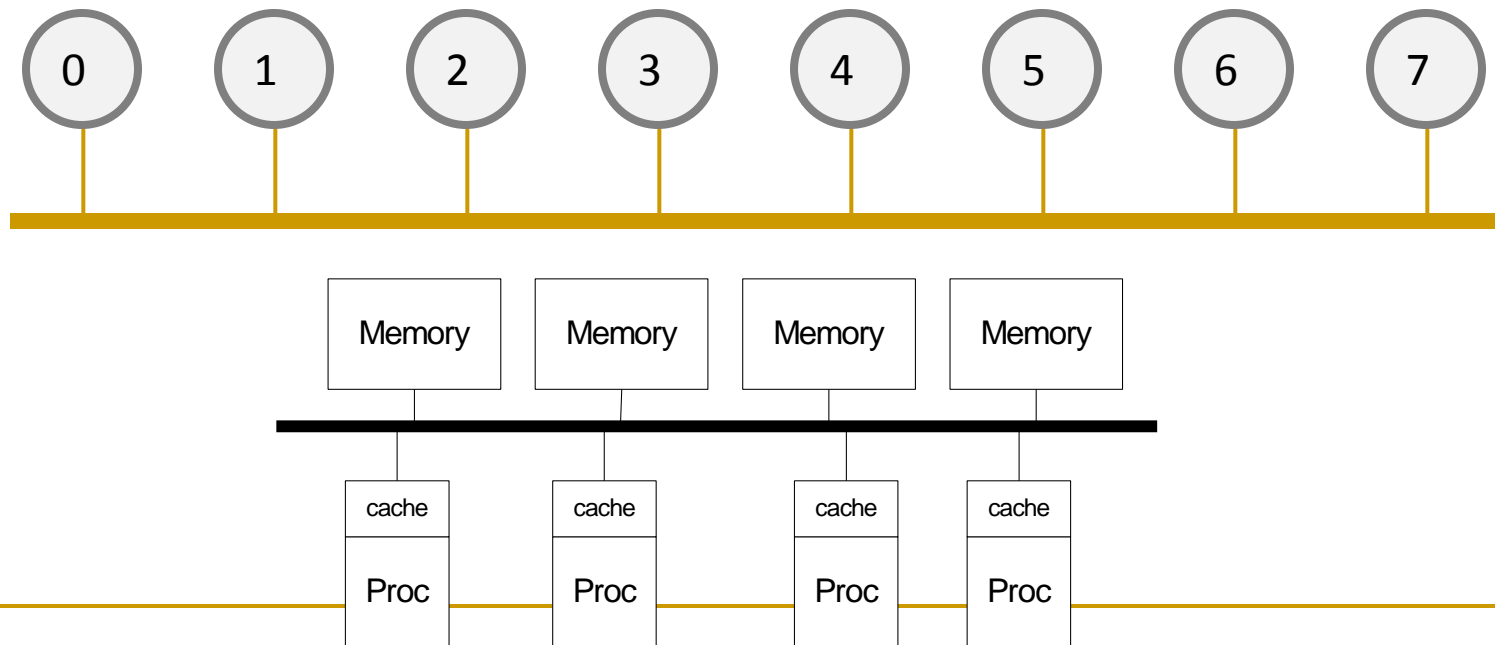 0 1 2 3 4 5 6 7
Memory Memory Memory Memory
cache cache cache cache
Proc Proc Proc Proc